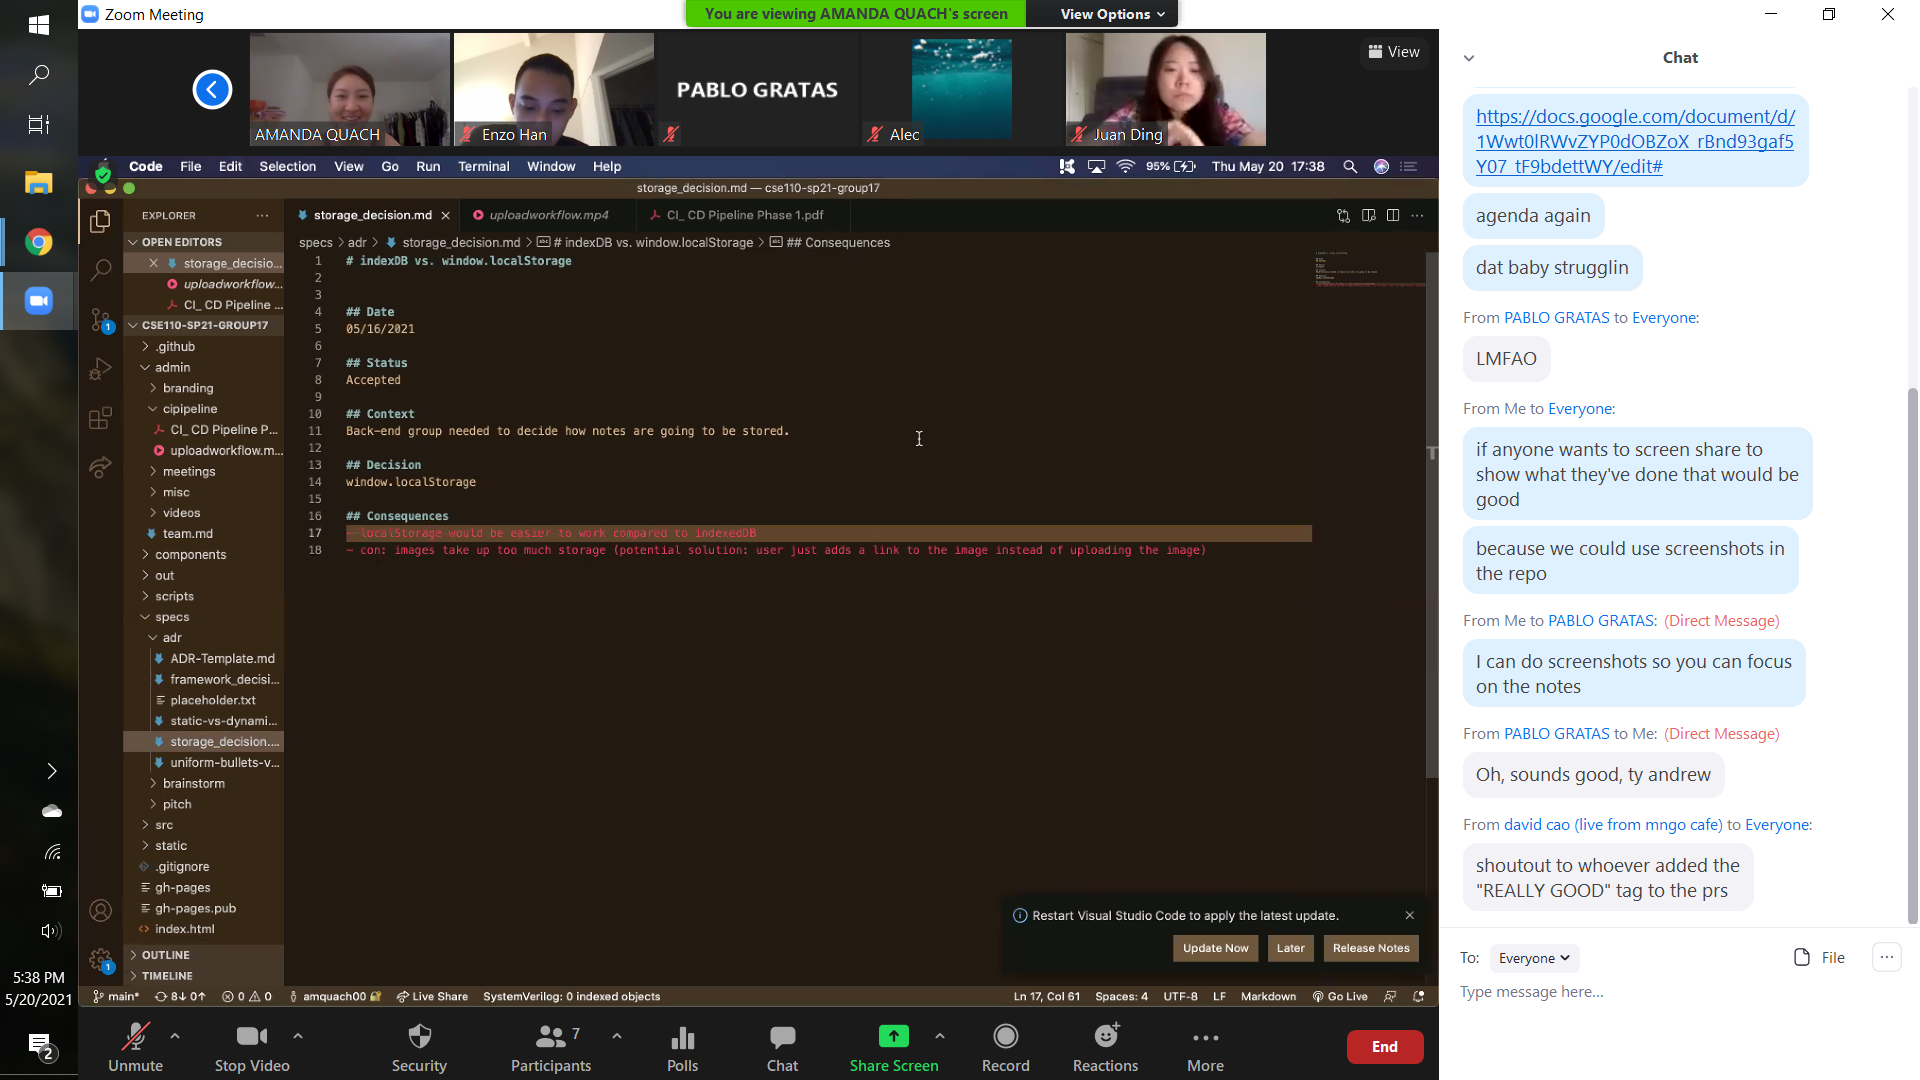 Zoom Meeting
You are viewing AMANDA QUACH's screen
View Options
View
AMANDA QUACH
Enzo Han
PABLO GRATAS
Alec
Juan Ding
Code File Edit Selection View Go Run Terminal Window Help
95% Thu May 20 17:38
storage_decision.md — cse110-sp21-group17
EXPLORER
storage_decision.md
uploadworkflow.mp4
CI_ CD Pipeline Phase 1.pdf
OPEN EDITORS
storage_decisio...
uploadworkflow...
CI_ CD Pipeline ...
CSE110-SP21-GROUP17
.github
admin
branding
cipipeline
CI_ CD Pipeline P...
uploadworkflow.m...
meetings
misc
videos
team.md
components
out
scripts
specs
adr
ADR-Template.md
framework_decisi...
placeholder.txt
static-vs-dynami...
storage_decision....
uniform-bullets-v...
brainstorm
pitch
src
static
.gitignore
gh-pages
gh-pages.pub
index.html
OUTLINE
TIMELINE
specs > adr > storage_decision.md > # indexDB vs. window.localStorage > ## Consequences
1 # indexDB vs. window.localStorage
2
3
4 ## Date
5 05/16/2021
6
7 ## Status
8 Accepted
9
10 ## Context
11 Back-end group needed to decide how notes are going to be stored.
12
13 ## Decision
14 window.localStorage
15
16 ## Consequences
17 - localStorage would be easier to work compared to indexedDB
18 - con: images take up too much storage (potential solution: user just adds a link to the image instead of uploading the image)
Restart Visual Studio Code to apply the latest update.
Update Now
Later
Release Notes
main* 8↓ 0↑ 0 0 amquach00 Live Share SystemVerilog: 0 indexed objects
Ln 17, Col 61 Spaces: 4 UTF-8 LF Markdown Go Live
1
1
Unmute
Stop Video
Security
Participants 7
Polls
Chat
Share Screen
Record
Reactions
More
End
5:38 PM
5/20/2021
2
Chat
https://docs.google.com/document/d/
1Wwt0lRWvZYP0dOBZoX_rBnd93gaf5
Y07_tF9bdettWY/edit#
agenda again
dat baby strugglin
From PABLO GRATAS to Everyone:
LMFAO
From Me to Everyone:
if anyone wants to screen share to
show what they've done that would be
good
because we could use screenshots in
the repo
From Me to PABLO GRATAS: (Direct Message)
I can do screenshots so you can focus
on the notes
From PABLO GRATAS to Me: (Direct Message)
Oh, sounds good, ty andrew
From david cao (live from mngo cafe) to Everyone:
shoutout to whoever added the
"REALLY GOOD" tag to the prs
To: Everyone
File
Type message here...